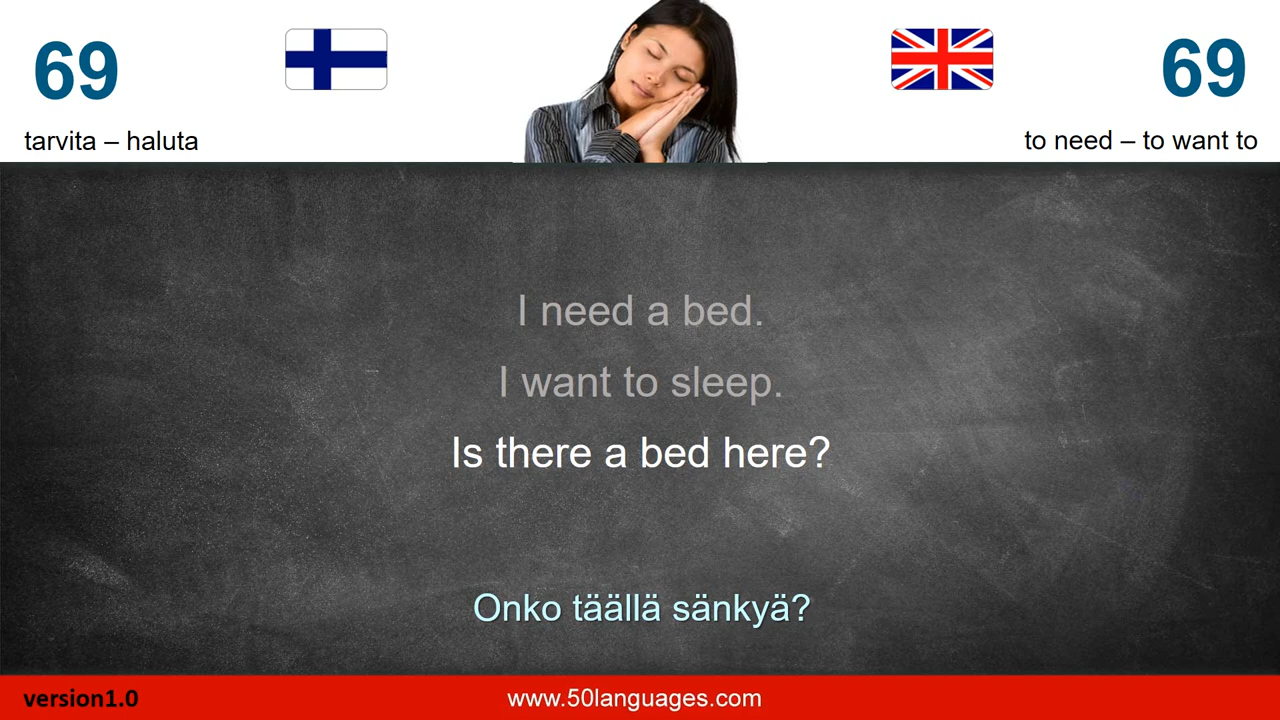 69
69
tarvita – haluta
to need – to want to
I need a bed.
I want to sleep.
Is there a bed here?
Onko täällä sänkyä?
version1.0
www.50languages.com